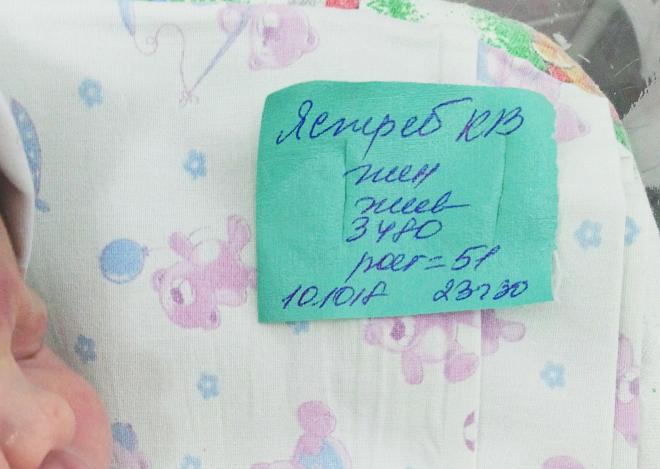 Ястреб КВ
жен
жив
3480
рост=51
10.10.18 23ч30